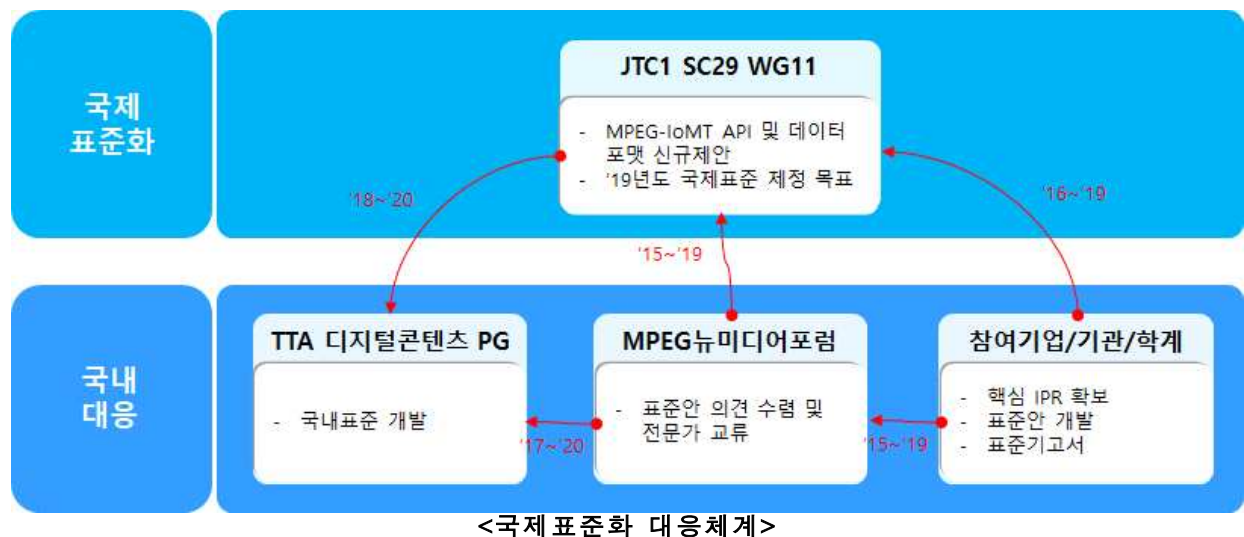 국제
표준화
JTC1 SC29 WG11
- MPEG-IoMT API 및 데이터
포맷 신규제안
- '19년도 국제표준 제정 목표
'18~'20
'16~'19
'15~'19
국내
대응
TTA 디지털콘텐츠 PG
- 국내표준 개발
'17~'20
MPEG뉴미디어포럼
- 표준안 의견 수렴 및
전문가 교류
'15~'19
참여기업/기관/학계
- 핵심 IPR 확보
- 표준안 개발
- 표준기고서
<국제표준화 대응체계>